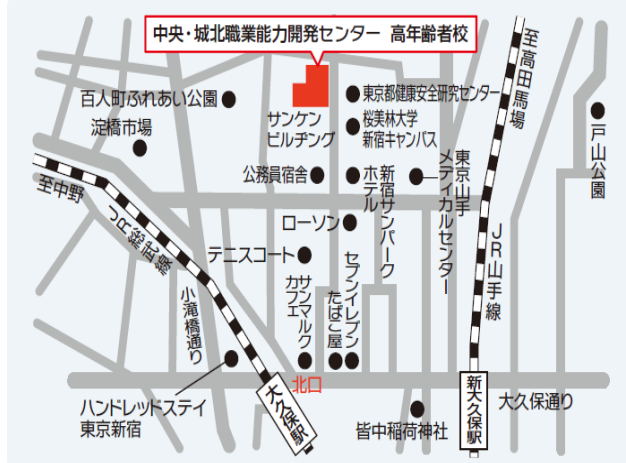 中央・城北職業能力開発センター 高年齢者校
至高田馬場
百人町ふれあい公園
淀橋市場
サンケン
ビルヂング
東京都健康安全研究センター
桜美林大学
新宿キャンパス
戸山公園
至中野
JR総武線
公務員宿舎
新宿サンパーク
ホテル
東京山手
メディカルセンター
ローソン
テニスコート
JR山手線
小滝橋通り
サンマルク
カフェ
たばこ屋
セブンイレブン
北口
ハンドレッドステイ
東京新宿
大久保駅
皆中稲荷神社
新大久保駅
大久保通り